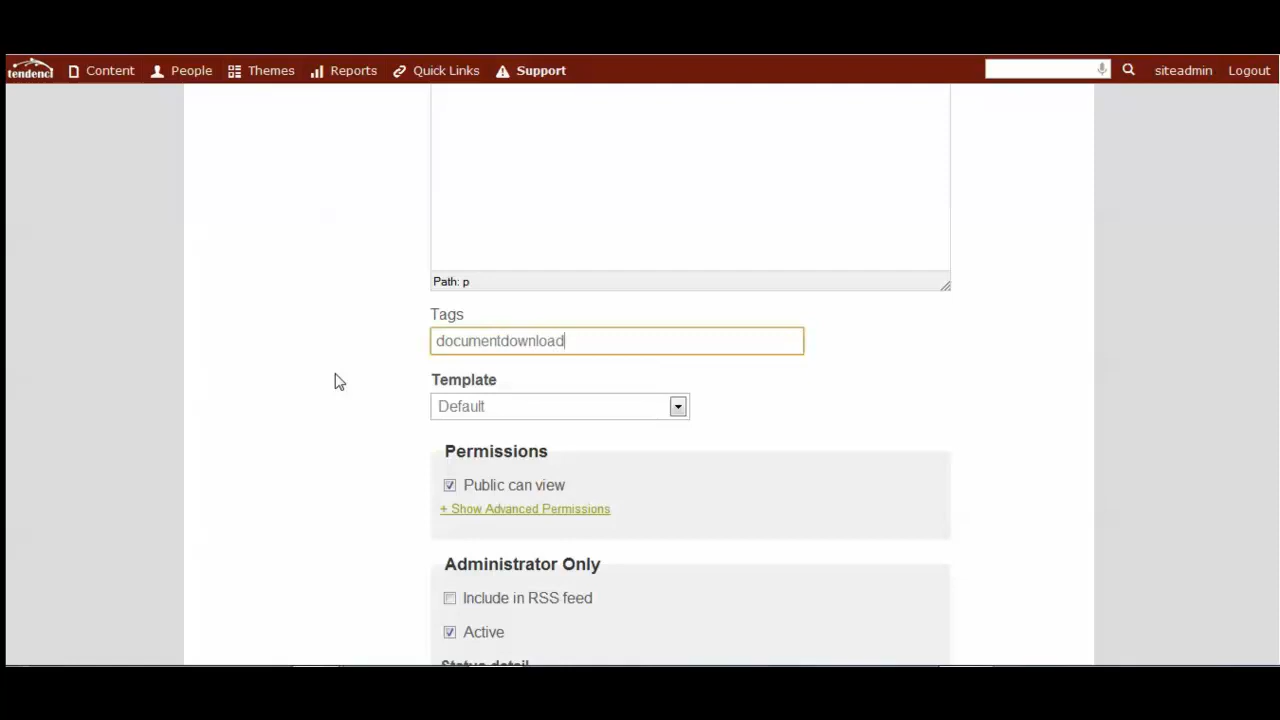 tendenci Content People Themes Reports Quick Links Support siteadmin Logout
Path: p
Tags
documentdownload
Template
Default
Permissions
Public can view
+ Show Advanced Permissions
Administrator Only
Include in RSS feed
Active
Status detail